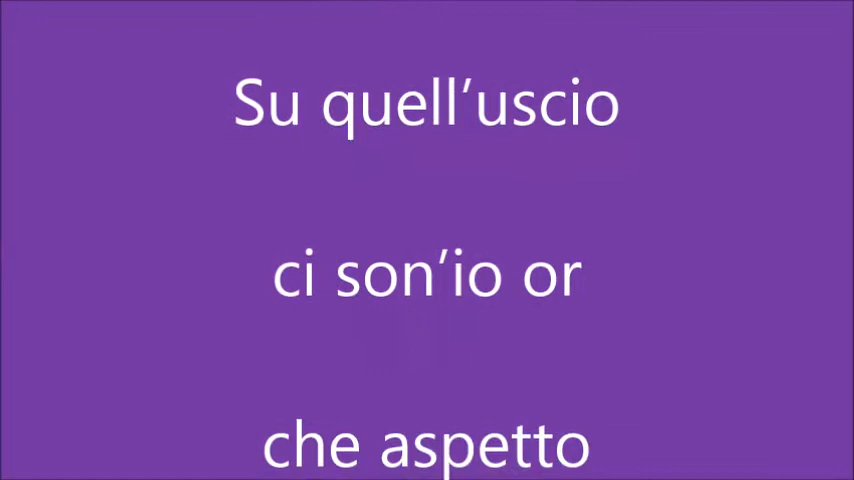 Su quell’uscio
ci son’io or
che aspetto